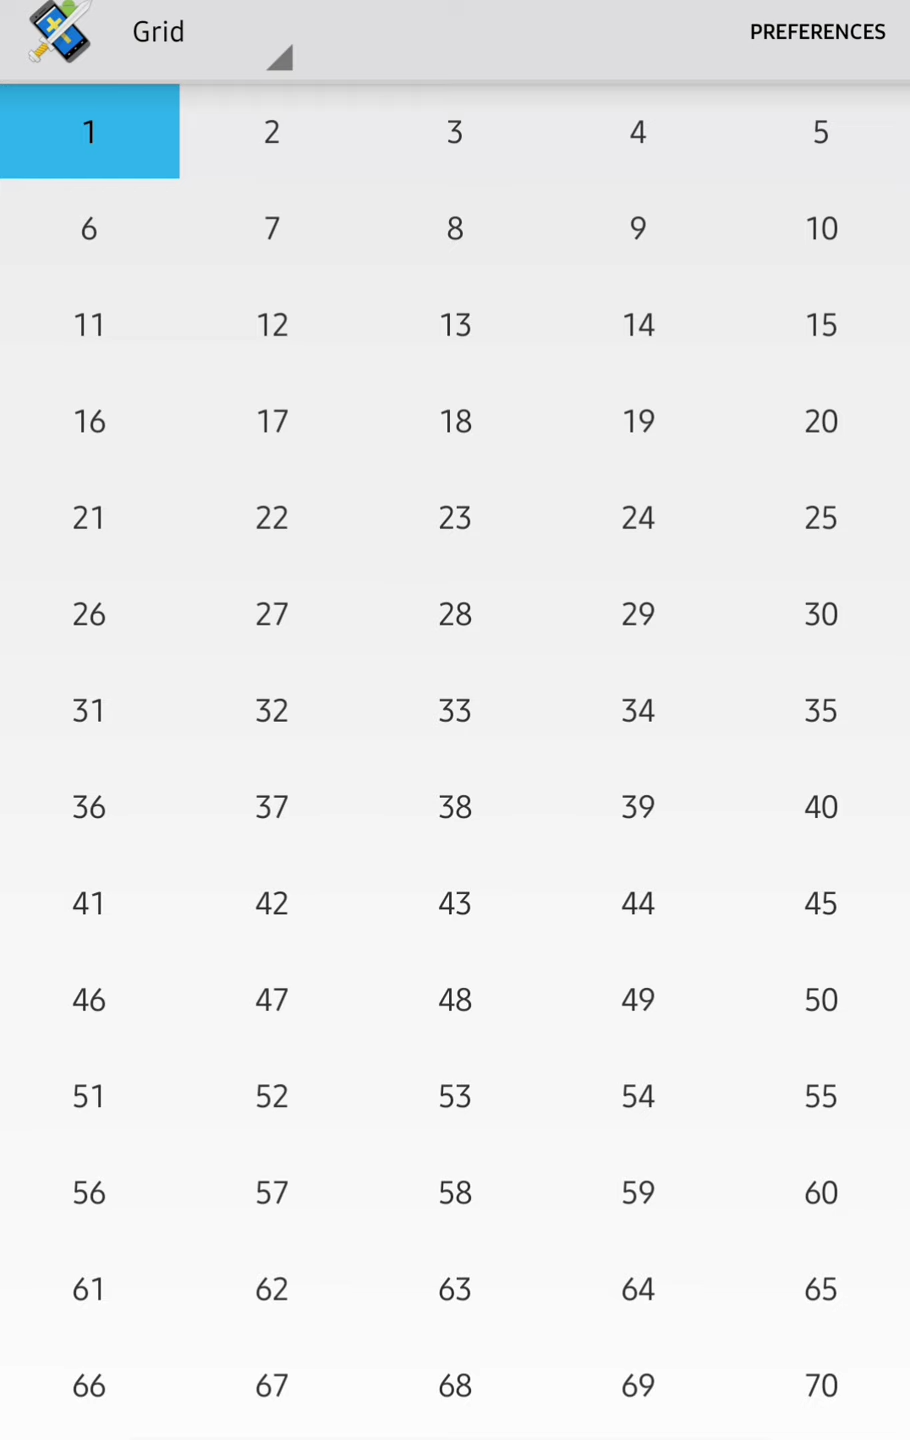 Grid PREFERENCES
1 2 3 4 5
6 7 8 9 10
11 12 13 14 15
16 17 18 19 20
21 22 23 24 25
26 27 28 29 30
31 32 33 34 35
36 37 38 39 40
41 42 43 44 45
46 47 48 49 50
51 52 53 54 55
56 57 58 59 60
61 62 63 64 65
66 67 68 69 70